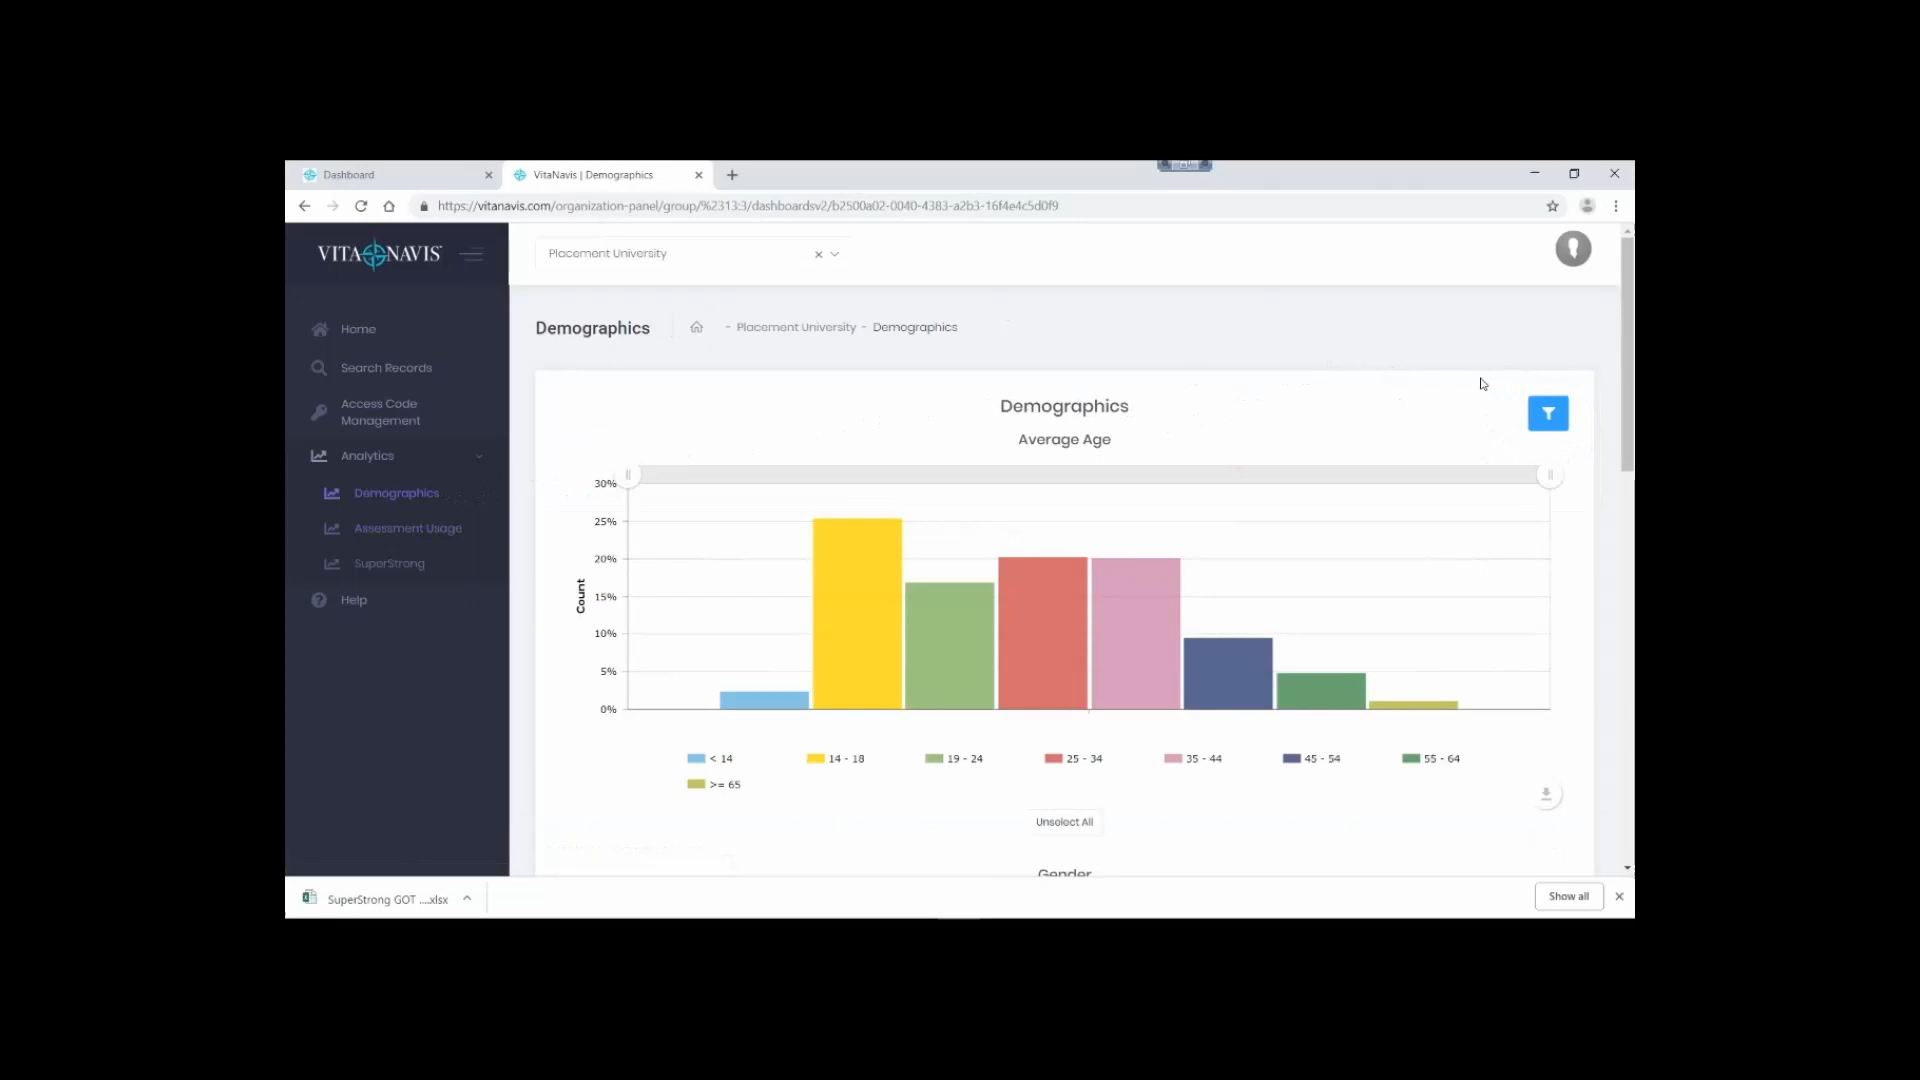 Dashboard
VitaNavis | Demographics
https://vitanavis.com/organization-panel/group/%2313:3/dashboardsv2/b2500a02-0040-4383-a2b3-16f4e4c5d0f9
VITA NAVIS
Placement University
Home
Search Records
Access Code
Management
Analytics
Demographics
Assessment Usage
SuperStrong
Help
Demographics
- Placement University - Demographics
Demographics
Average Age
30%
25%
20%
15%
10%
5%
0%
Count
< 14
14 - 18
19 - 24
25 - 34
35 - 44
45 - 54
55 - 64
>= 65
Unselect All
Gender
SuperStrong GOT ....xlsx
Show all